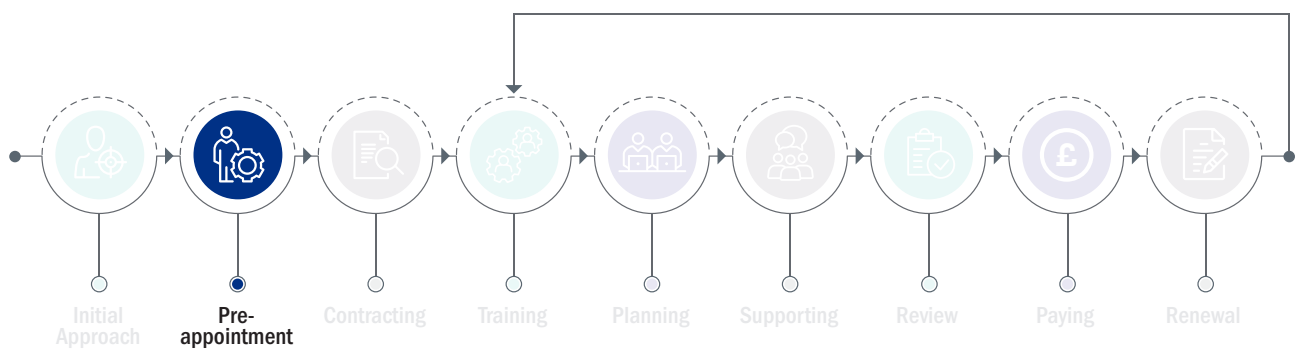 £
Initial
Approach
Pre-
appointment
Contracting
Training
Planning
Supporting
Review
Paying
Renewal